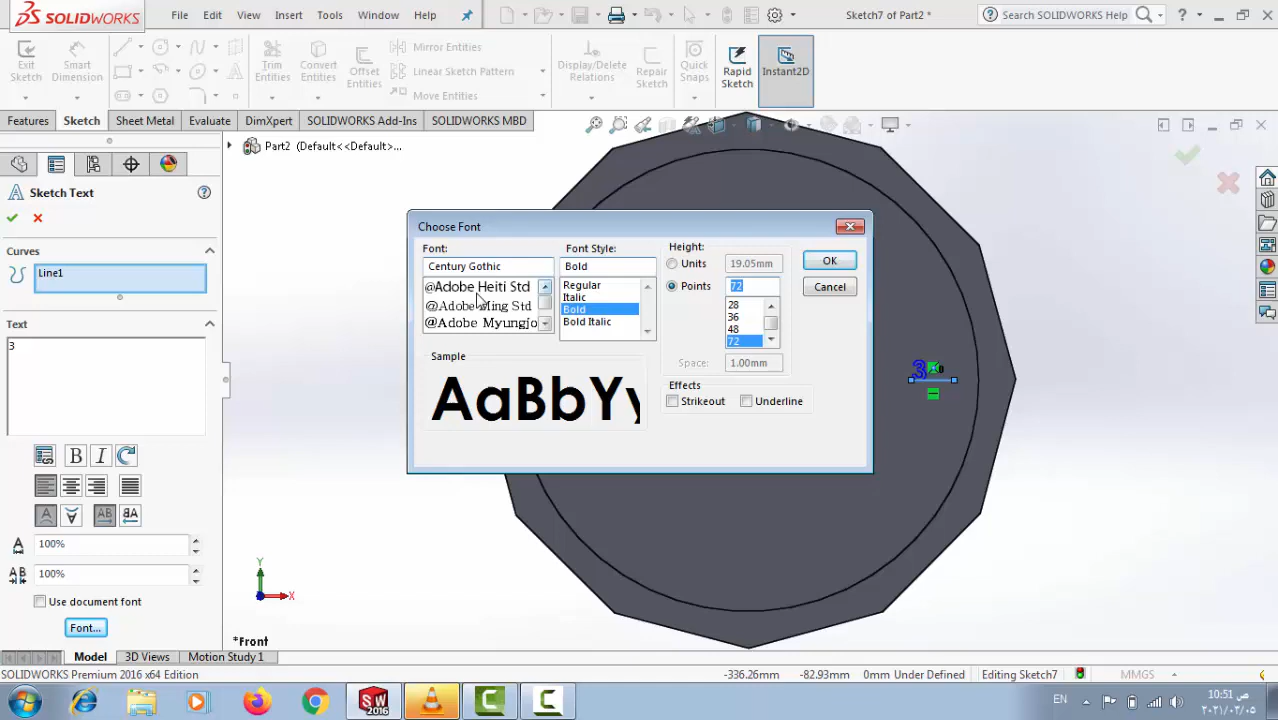 SOLIDWORKS
File Edit View Insert Tools Window Help
Sketch7 of Part2 *
Search SOLIDWORKS Help
Exit Sketch
Smart Dimension
Trim Entities
Convert Entities
Offset Entities
Mirror Entities
Linear Sketch Pattern
Move Entities
Display/Delete Relations
Repair Sketch
Quick Snaps
Rapid Sketch
Instant2D
Features Sketch Sheet Metal Evaluate DimXpert SOLIDWORKS Add-Ins SOLIDWORKS MBD
Part2 (Default<<Default>...
Sketch Text
Curves
Line1
Text
3
B I
AB
100%
100%
Use document font
Font...
Choose Font
Font:
Century Gothic
@Adobe Heiti Std
@Adobe Ming Std
@Adobe Myungjo
Font Style:
Bold
Regular
Italic
Bold
Bold Italic
Height:
Units 19.05mm
Points 72
28
36
48
72
Space: 1.00mm
OK
Cancel
Sample
AaBbYy
Effects
Strikeout Underline
3
Y
X
*Front
Model 3D Views Motion Study 1
SOLIDWORKS Premium 2016 x64 Edition
-336.26mm -82.93mm 0mm Under Defined Editing Sketch7 MMGS
SW 2016
EN
10:51 ص
٢٠٢١/٠٣/٠٥